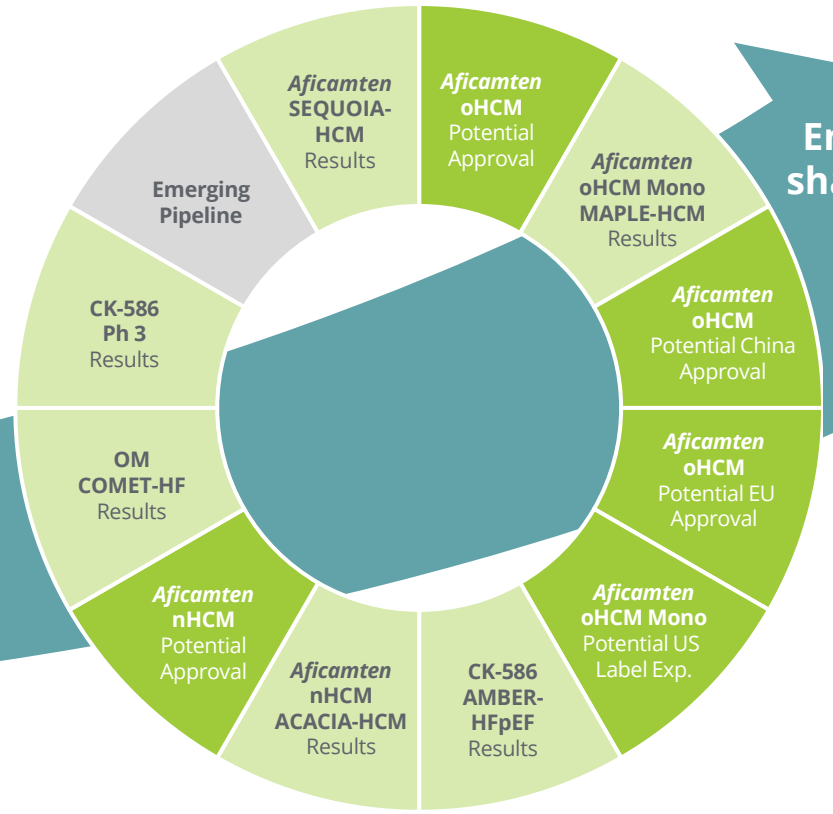 Aficamten
SEQUOIA-
HCM
Results
Aficamten
oHCM
Potential
Approval
Aficamten
oHCM Mono
MAPLE-HCM
Results
Aficamten
oHCM
Potential China
Approval
Aficamten
oHCM
Potential EU
Approval
Aficamten
oHCM Mono
Potential US
Label Exp.
CK-586
AMBER-
HFpEF
Results
Aficamten
nHCM
ACACIA-HCM
Results
Aficamten
nHCM
Potential
Approval
OM
COMET-HF
Results
CK-586
Ph 3
Results
Emerging
Pipeline